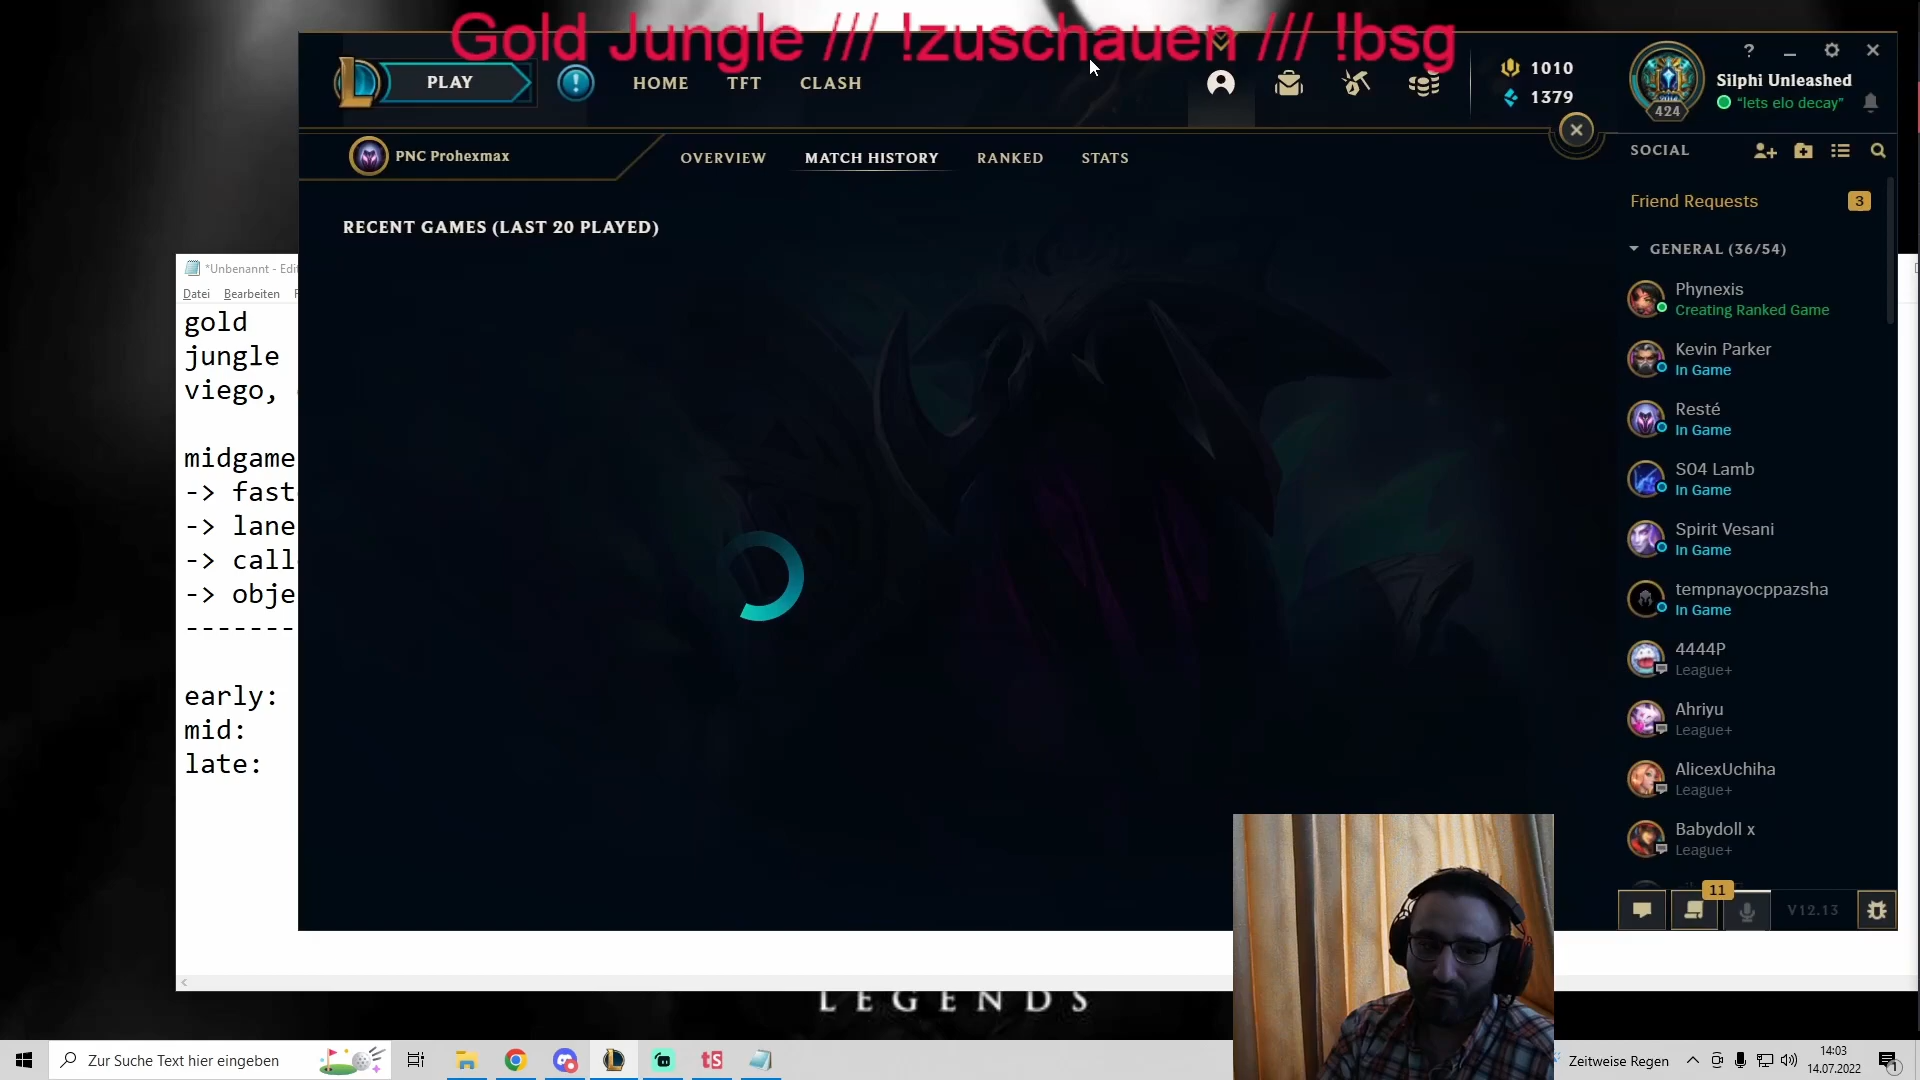 Gold Jungle /// !zuschauen /// !bsg
PLAY
HOME
TFT
CLASH
1010
1379
424
?
Silphi Unleashed
"lets elo decay"
PNC Prohexmax
OVERVIEW
MATCH HISTORY
RANKED
STATS
SOCIAL
RECENT GAMES (LAST 20 PLAYED)
Friend Requests
3
GENERAL (36/54)
Phynexis
Creating Ranked Game
Kevin Parker
In Game
Resté
In Game
S04 Lamb
In Game
Spirit Vesani
In Game
tempnayocppazsha
In Game
4444P
League+
Ahriyu
League+
AlicexUchiha
League+
Babydoll x
League+
11
V12.13
*Unbenannt - Edit
Datei
Bearbeiten
gold
jungle
viego,
midgame
-> fast
-> lane
-> call
-> obje
-------
early:
mid:
late:
LEGENDS
Zur Suche Text hier eingeben
tS
Zeitweise Regen
14:03
14.07.2022
1